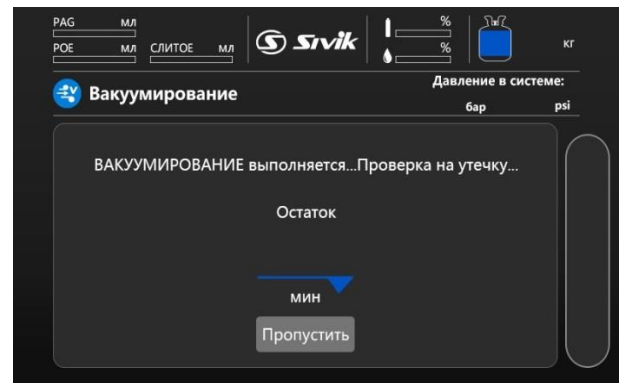 PAG мл
POE мл СЛИТОЕ мл
Sivik
%
%
кг
Вакуумирование
Давление в системе:
бар psi
ВАКУУМИРОВАНИЕ выполняется...Проверка на утечку...
Остаток
мин
Пропустить